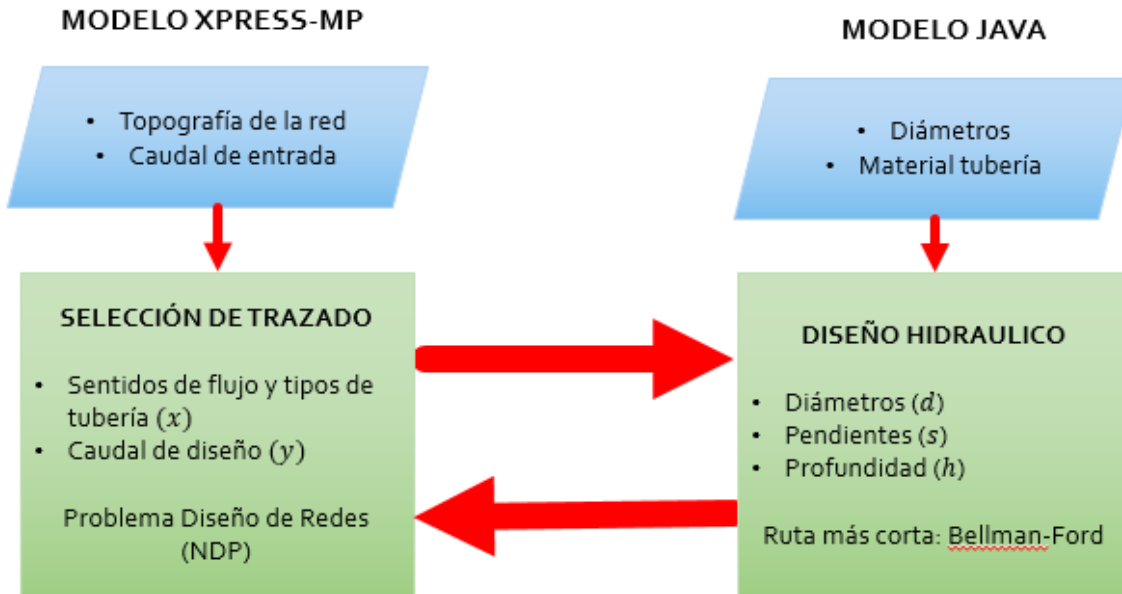 MODELO XPRESS-MP
• Topografía de la red
• Caudal de entrada
SELECCIÓN DE TRAZADO
• Sentidos de flujo y tipos de
tubería (x)
• Caudal de diseño (y)
Problema Diseño de Redes
(NDP)
MODELO JAVA
• Diámetros
• Material tubería
DISEÑO HIDRAULICO
• Diámetros (d)
• Pendientes (s)
• Profundidad (h)
Ruta más corta: Bellman-Ford